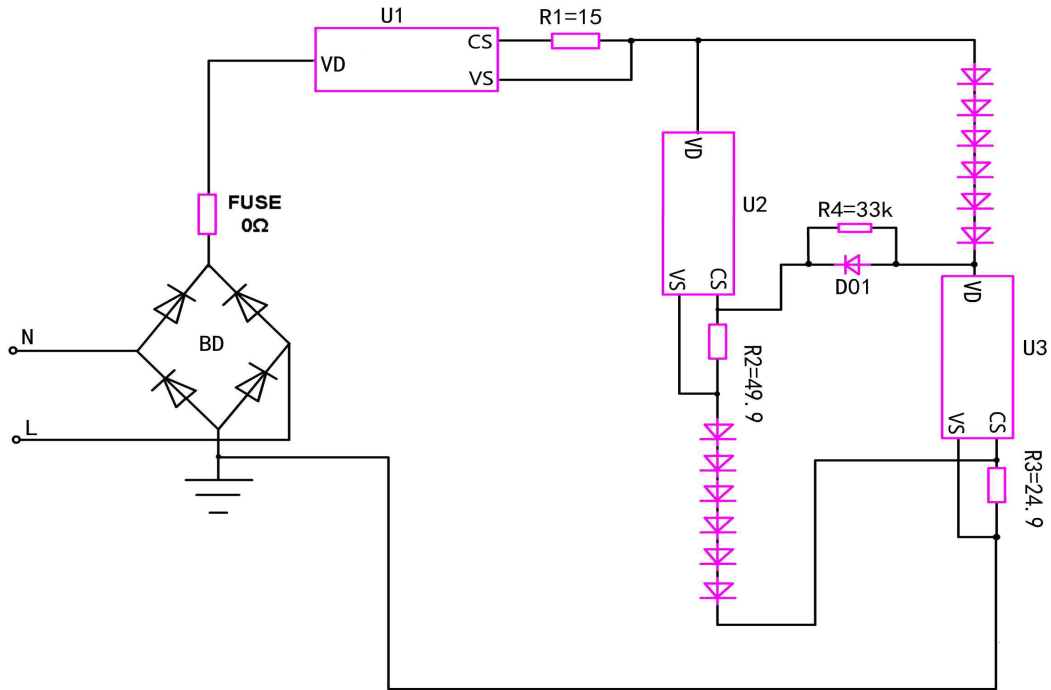 U1
R1=15
CS
VD
VS
VD
U2
R4=33k
FUSE
0Ω
VS
CS
D01
VD
N
BD
U3
R2=49.9
L
VS
CS
R3=24.9